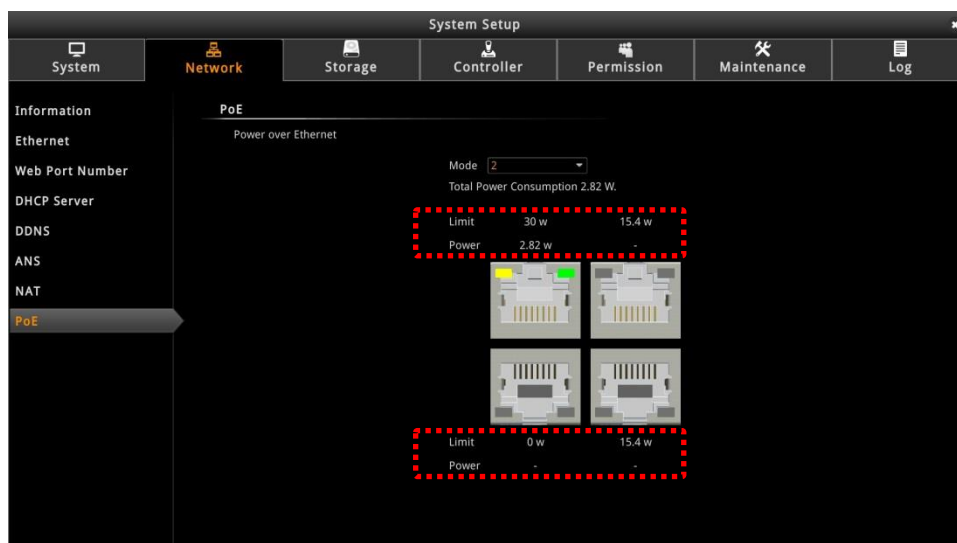 System Setup
System Network Storage Controller Permission Maintenance Log
Information
Ethernet
Web Port Number
DHCP Server
DDNS
ANS
NAT
PoE
PoE
Power over Ethernet
Mode 2
Total Power Consumption 2.82 W.
Limit 30 w 15.4 w
Power 2.82 w -
Limit 0 w 15.4 w
Power - -